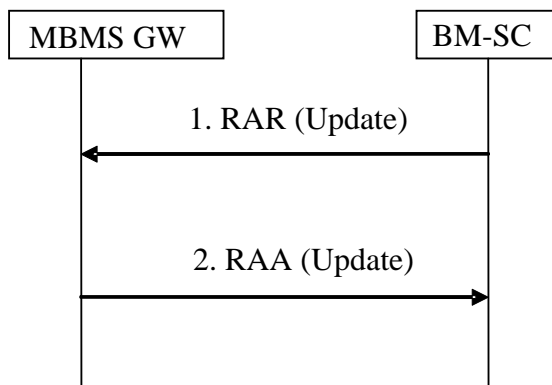 MBMS GW
BM-SC
1. RAR (Update)
2. RAA (Update)